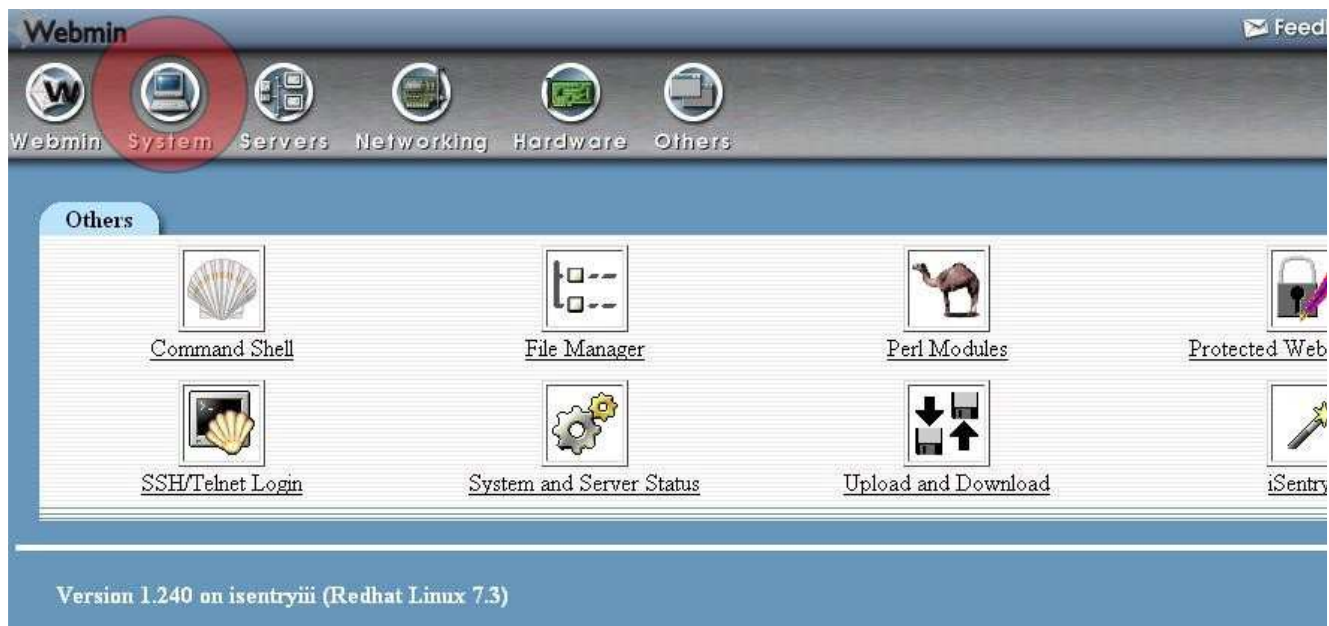 Webmin
Webmin System Servers Networking Hardware Others
Others
Command Shell File Manager Perl Modules Protected Web
SSH/Telnet Login System and Server Status Upload and Download iSentry
Version 1.240 on isentryiii (Redhat Linux 7.3)